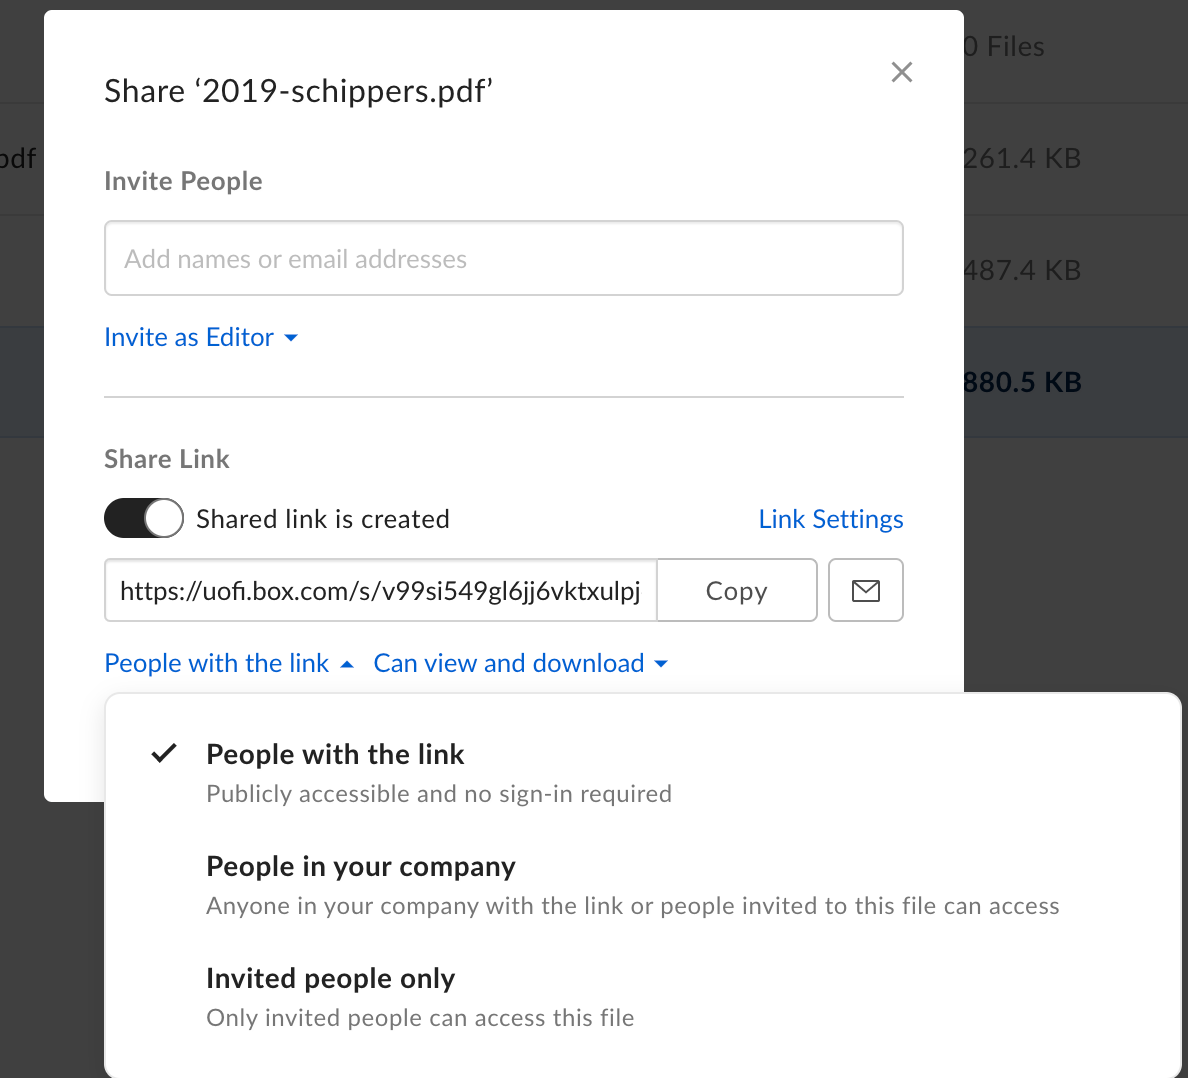 0 Files
Share ‘2019-schippers.pdf’
pdf
261.4 KB
Invite People
Add names or email addresses
487.4 KB
Invite as Editor
880.5 KB
Share Link
Shared link is created
Link Settings
https://uofi.box.com/s/v99si549gl6jj6vktxulpj
Copy
People with the link
Can view and download
People with the link
Publicly accessible and no sign-in required
People in your company
Anyone in your company with the link or people invited to this file can access
Invited people only
Only invited people can access this file